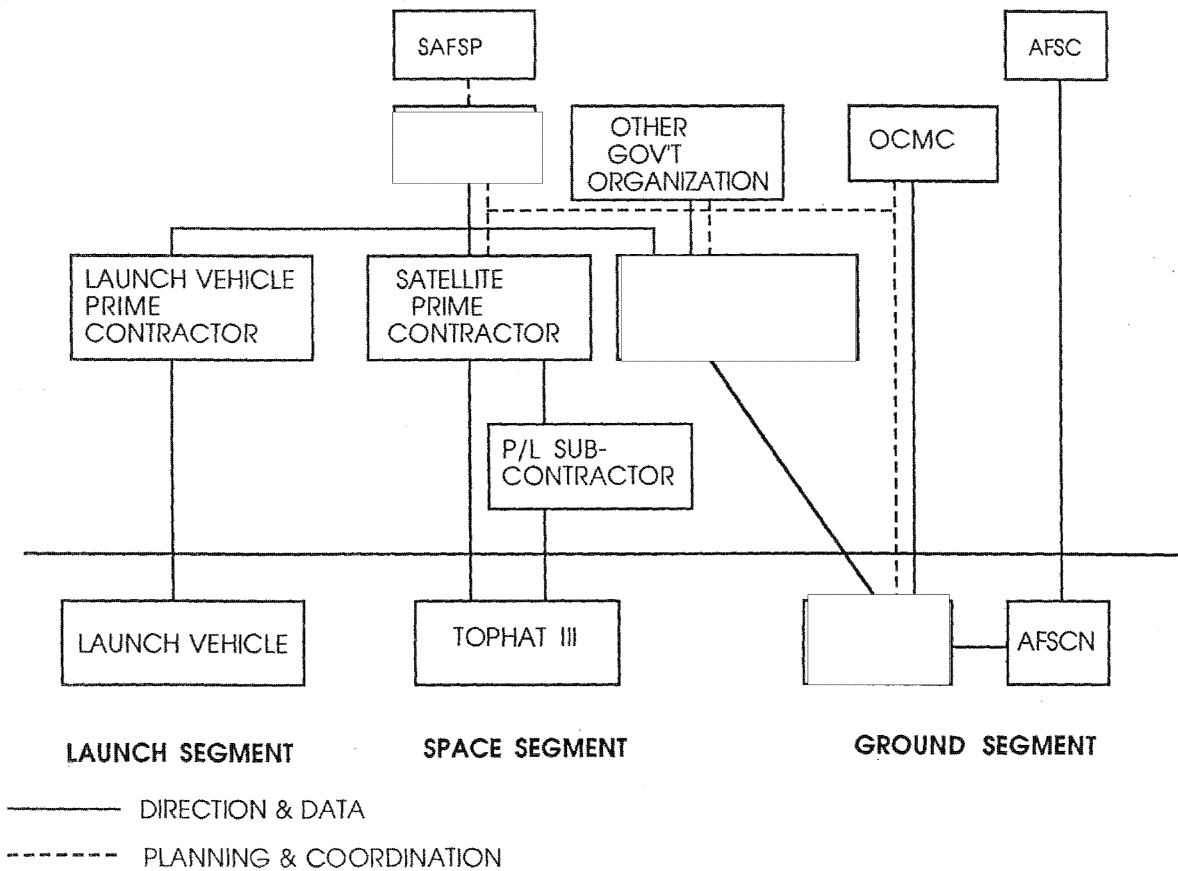 SAFSP
AFSC
OTHER
GOV'T
ORGANIZATION
OCMC
LAUNCH VEHICLE
PRIME
CONTRACTOR
SATELLITE
PRIME
CONTRACTOR
P/L SUB-
CONTRACTOR
LAUNCH VEHICLE
TOPHAT III
AFSCN
LAUNCH SEGMENT
SPACE SEGMENT
GROUND SEGMENT
DIRECTION & DATA
PLANNING & COORDINATION